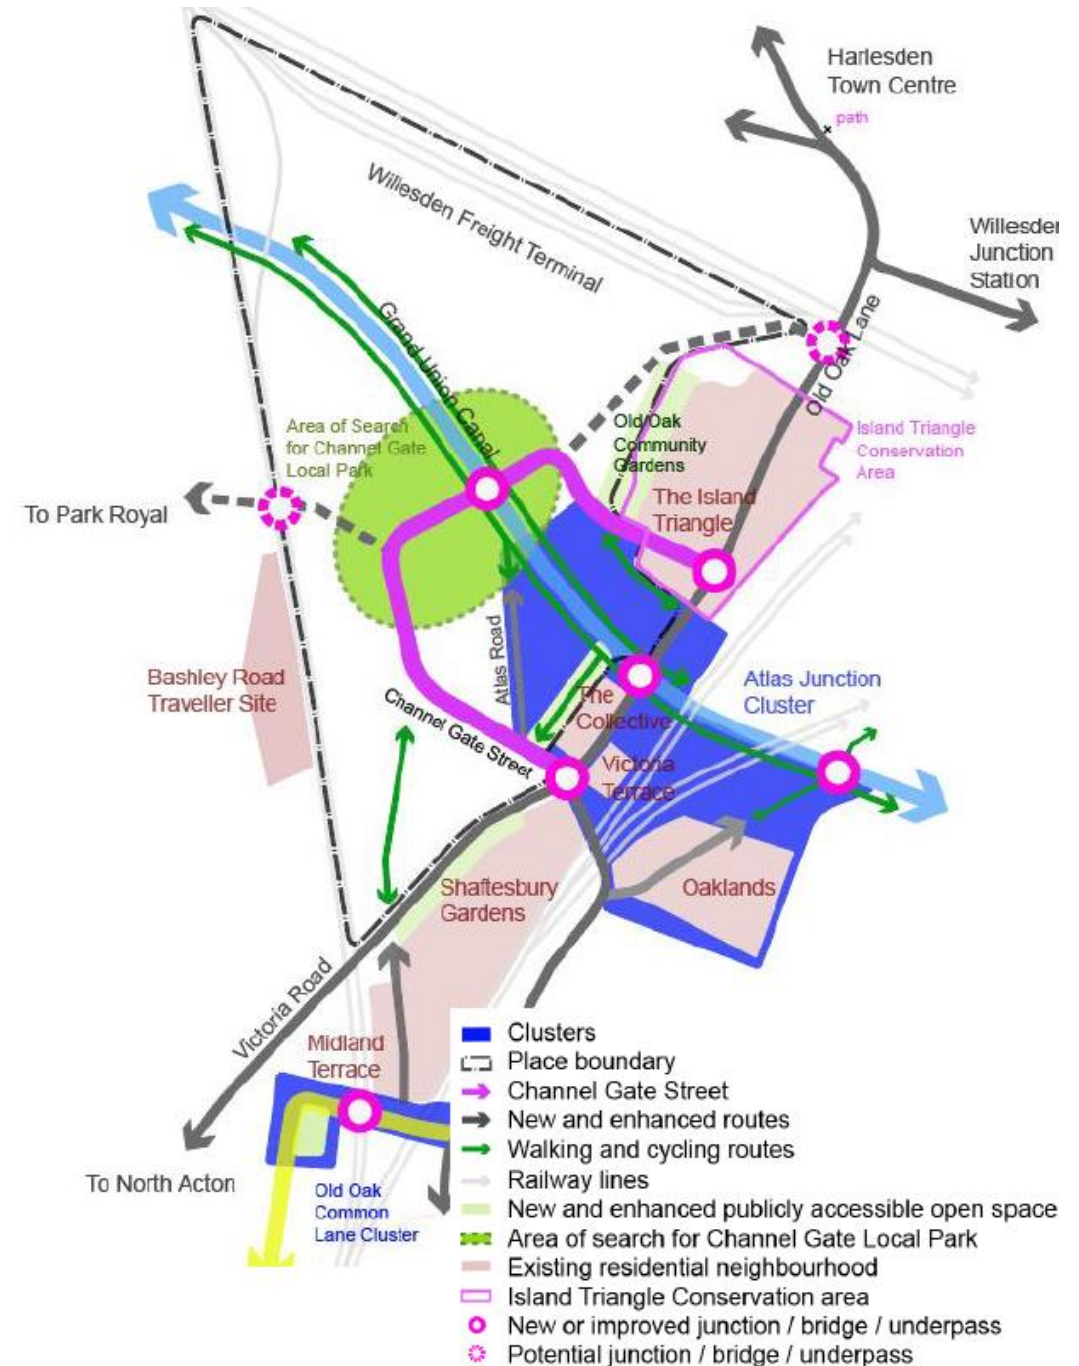 Harlesden
Town Centre
path
Willesden Freight Terminal
Willesden
Junction
Station
Old Oak Lane
Grand Union Canal
Area of Search
for Channel Gate
Local Park
Old Oak
Community
Gardens
Island Triangle
Conservation
Area
The Island
Triangle
To Park Royal
Atlas Road
Bashley Road
Traveller Site
Channel Gate Street
The
Collective
Atlas Junction
Cluster
Victoria
Terrace
Shaftesbury
Gardens
Oaklands
Victoria Road
Midland
Terrace
To North Acton
Old Oak
Common
Lane Cluster
Clusters
Place boundary
Channel Gate Street
New and enhanced routes
Walking and cycling routes
Railway lines
New and enhanced publicly accessible open space
Area of search for Channel Gate Local Park
Existing residential neighbourhood
Island Triangle Conservation area
New or improved junction / bridge / underpass
Potential junction / bridge / underpass